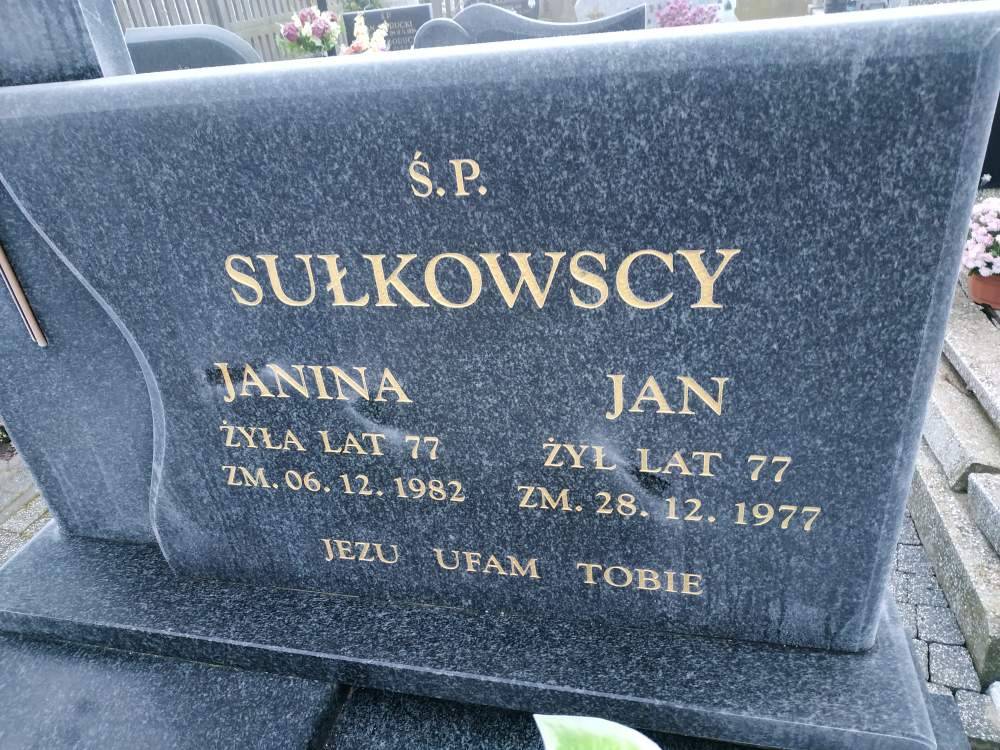 Ś.P.
SUŁKOWSCY
JANINA
ŻYŁA LAT 77
ZM. 06. 12. 1982
JAN
ŻYŁ LAT 77
ZM. 28. 12. 1977
JEZU UFAM TOBIE